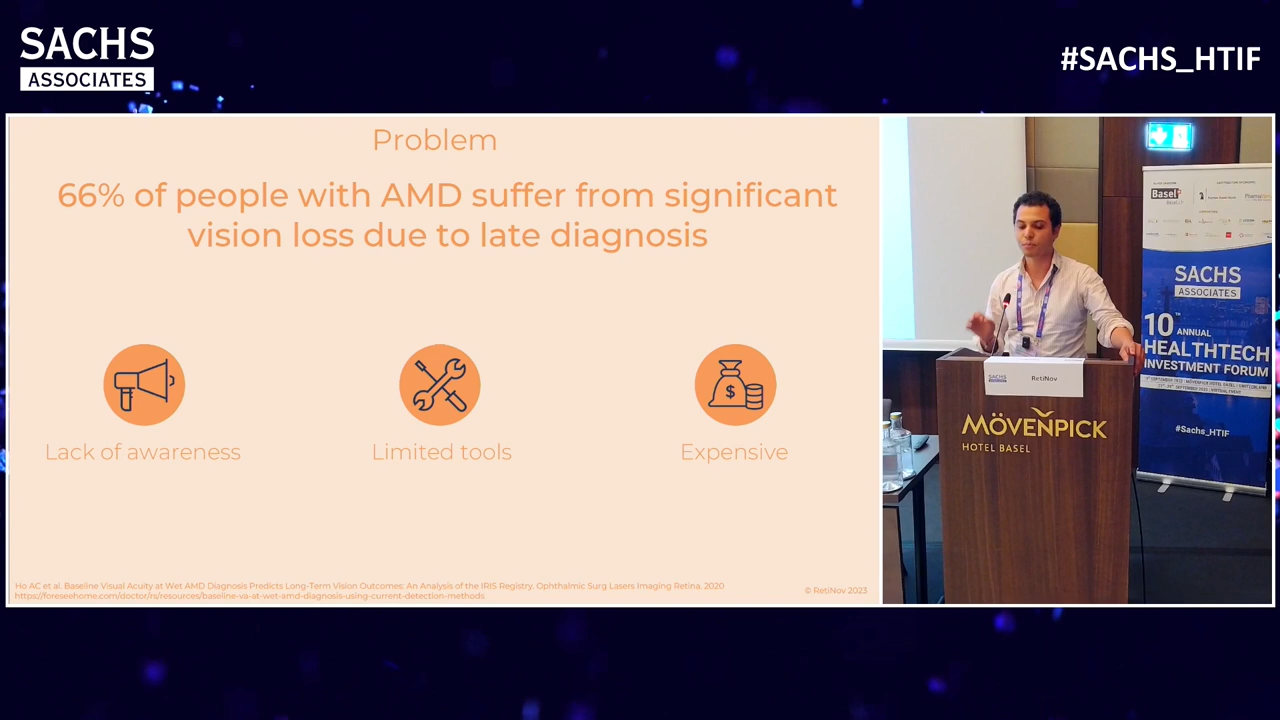 SACHS
ASSOCIATES
#SACHS_HTIF
Problem
66% of people with AMD suffer from significant
vision loss due to late diagnosis
Lack of awareness
Limited tools
$
Expensive
Ho AC et al. Baseline Visual Acuity at Wet AMD Diagnosis Predicts Long-Term Vision Outcomes: An Analysis of the IRIS Registry. Ophthalmic Surg Lasers Imaging Retina. 2020
https://foreseehome.com/doctor/rs/resources/baseline-va-at-wet-amd-diagnosis-using-current-detection-methods
© RetiNov 2023
Basel
SACHS
ASSOCIATES
10TH ANNUAL
HEALTHTECH
INVESTMENT FORUM
#Sachs_HTIF
SACHS
RetiNov
MÖVENPICK
HOTEL BASEL